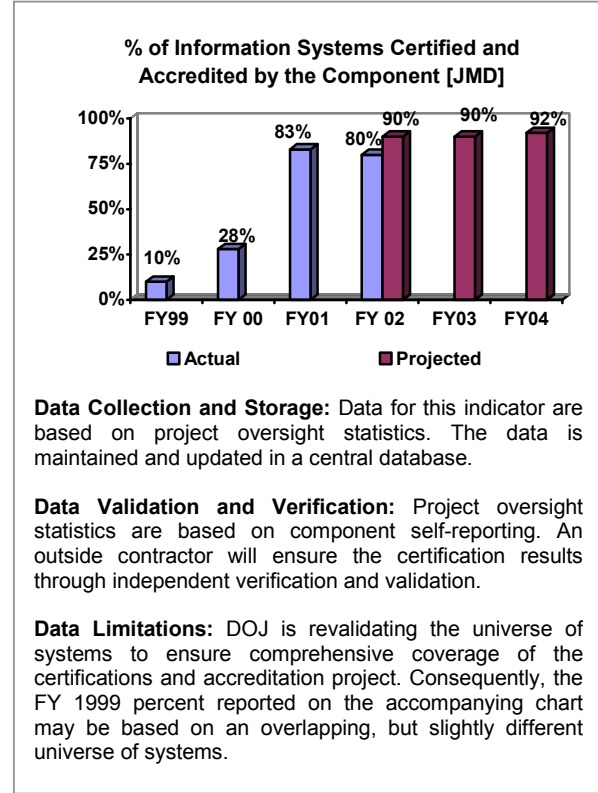 % of Information Systems Certified and
Accredited by the Component [JMD]
100%
75%
50%
25%
0%
10%
28%
83%
80%
90%
90%
92%
FY99 FY 00 FY01 FY 02 FY03 FY04
Actual Projected
Data Collection and Storage: Data for this indicator are
based on project oversight statistics. The data is
maintained and updated in a central database.
Data Validation and Verification: Project oversight
statistics are based on component self-reporting. An
outside contractor will ensure the certification results
through independent verification and validation.
Data Limitations: DOJ is revalidating the universe of
systems to ensure comprehensive coverage of the
certifications and accreditation project. Consequently, the
FY 1999 percent reported on the accompanying chart
may be based on an overlapping, but slightly different
universe of systems.